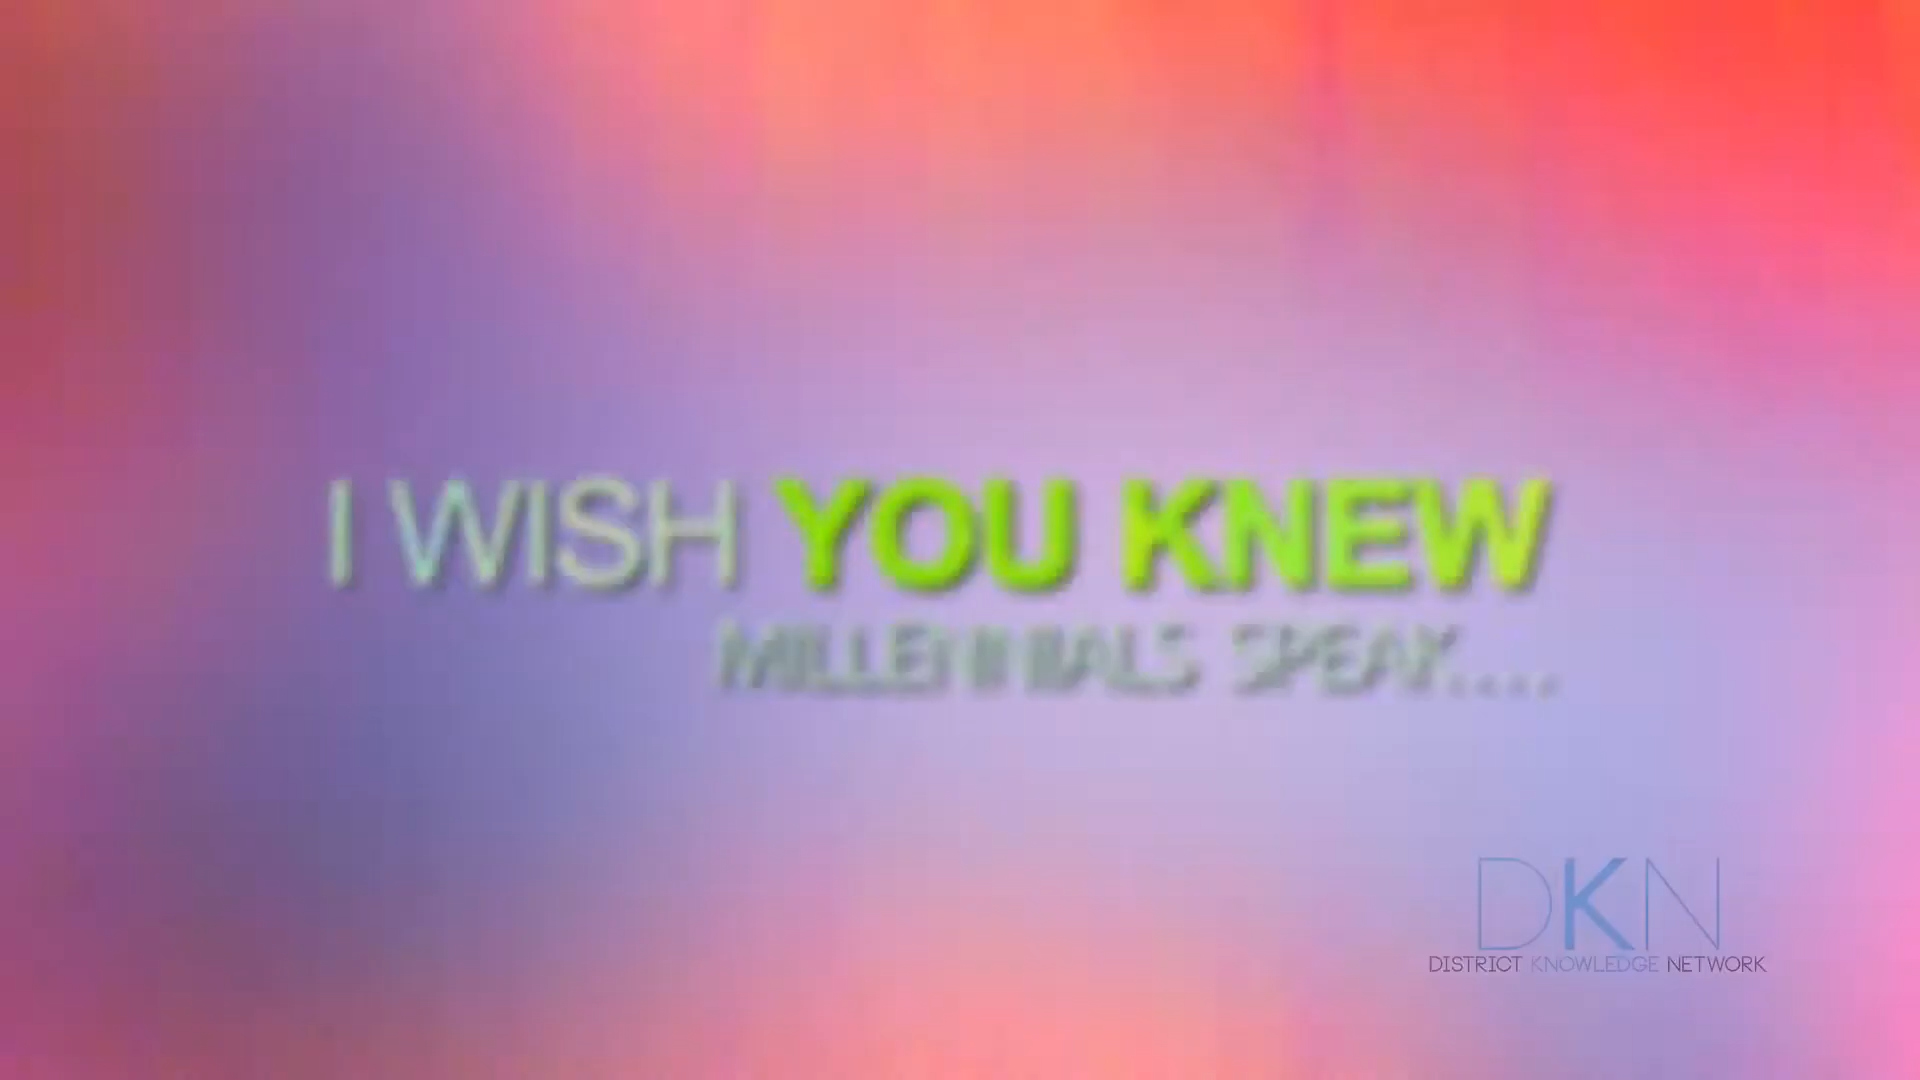 I WISH YOU KNEW
MILLENNIALS SPEAK....
DKN
DISTRICT KNOWLEDGE NETWORK